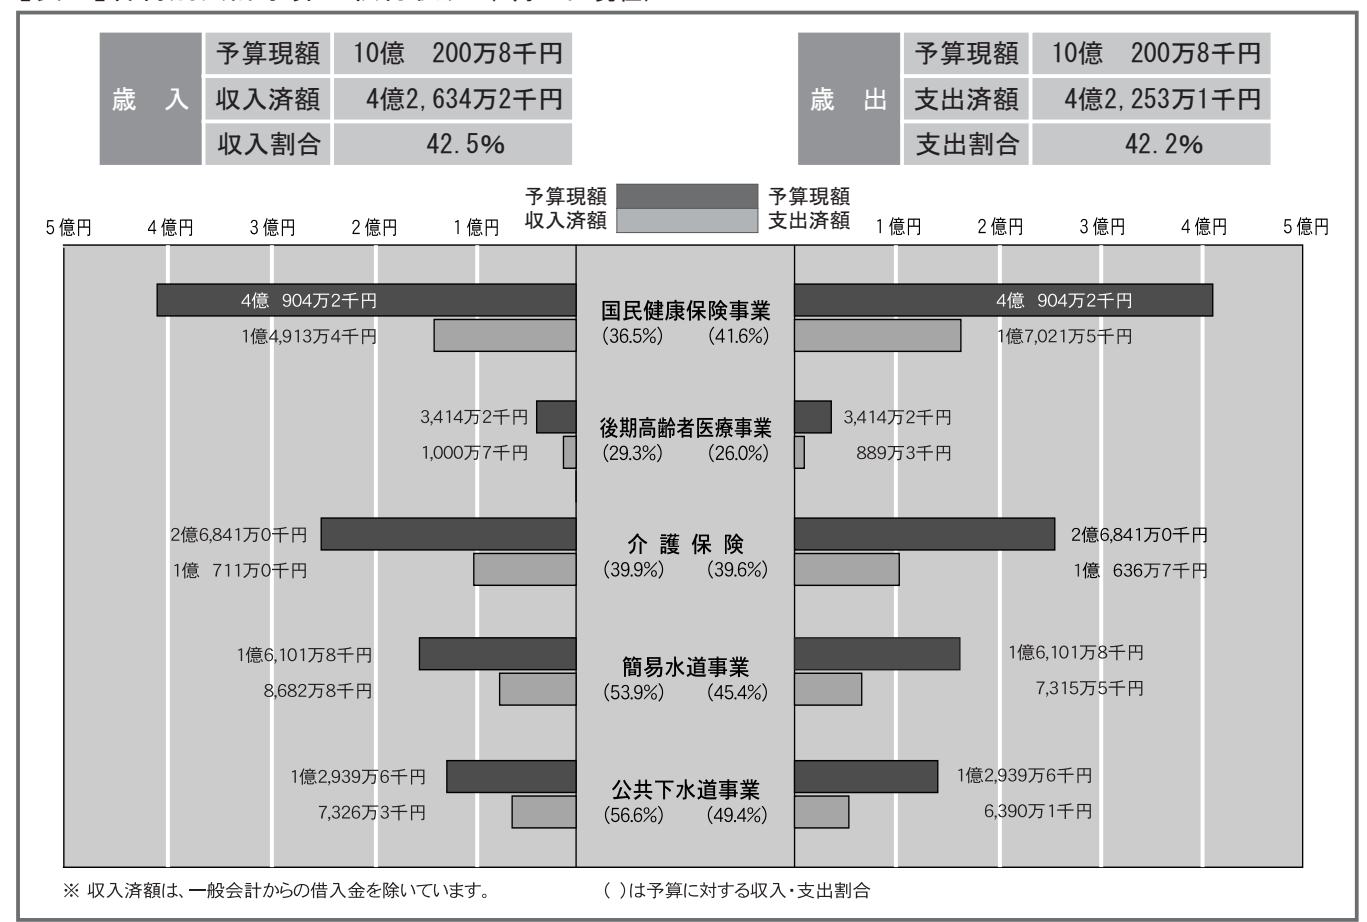 歳入
予算現額 10億 200万8千円
収入済額 4億2,634万2千円
収入割合 42.5%
歳出
予算現額 10億 200万8千円
支出済額 4億2,253万1千円
支出割合 42.2%
予算現額 予算現額
収入済額 支出済額
5億円 4億円 3億円 2億円 1億円 1億円 2億円 3億円 4億円 5億円
4億 904万2千円 国民健康保険事業 4億 904万2千円
1億4,913万4千円 (36.5%) (41.6%) 1億7,021万5千円
3,414万2千円 後期高齢者医療事業 3,414万2千円
1,000万7千円 (29.3%) (26.0%) 889万3千円
2億6,841万0千円 介護保険 2億6,841万0千円
1億 711万0千円 (39.9%) (39.6%) 1億 636万7千円
1億6,101万8千円 簡易水道事業 1億6,101万8千円
8,682万8千円 (53.9%) (45.4%) 7,315万5千円
1億2,939万6千円 公共下水道事業 1億2,939万6千円
7,326万3千円 (56.6%) (49.4%) 6,390万1千円
※ 収入済額は、一般会計からの借入金を除いています。 ( )は予算に対する収入・支出割合